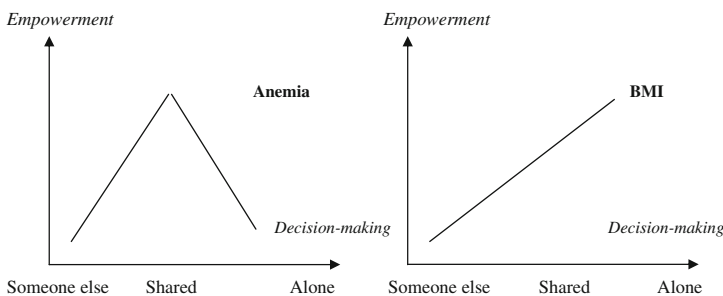 Empowerment
Anemia
Decision-making
Someone else Shared Alone
Empowerment
BMI
Decision-making
Someone else Shared Alone